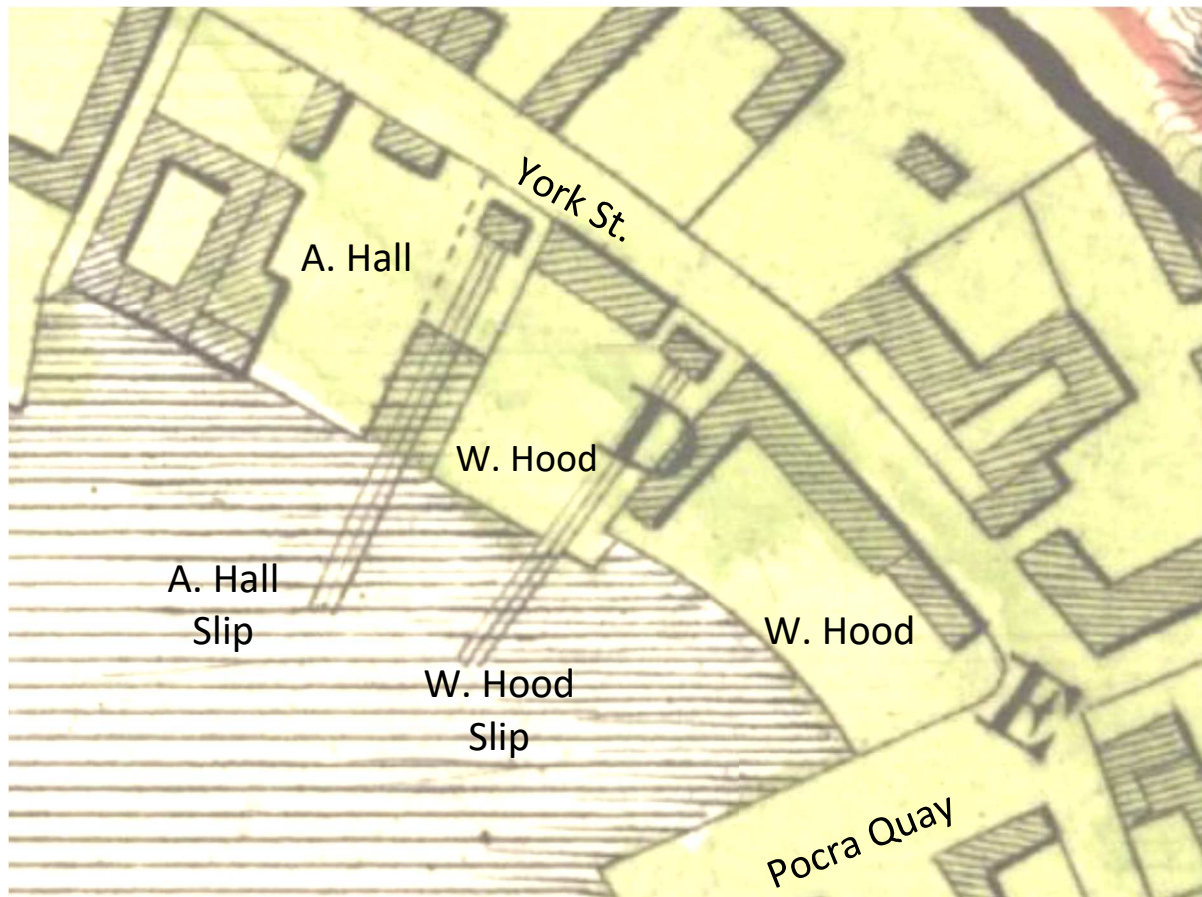 York St.
A. Hall
D
W. Hood
A. Hall
Slip
W. Hood
W. Hood
Slip
E
Pocra Quay